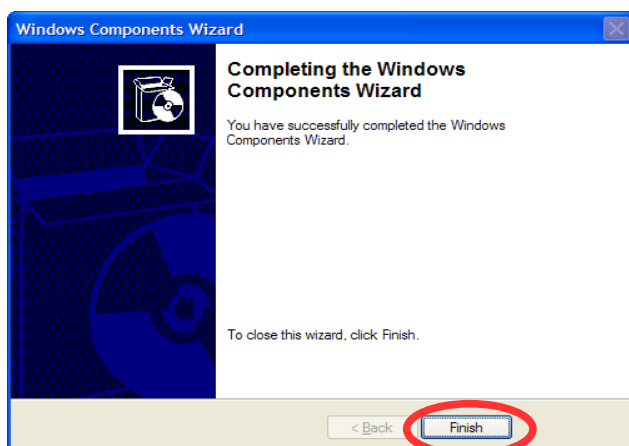 Windows Components Wizard
Completing the Windows
Components Wizard
You have successfully completed the Windows
Components Wizard.
To close this wizard, click Finish.
< Back
Finish